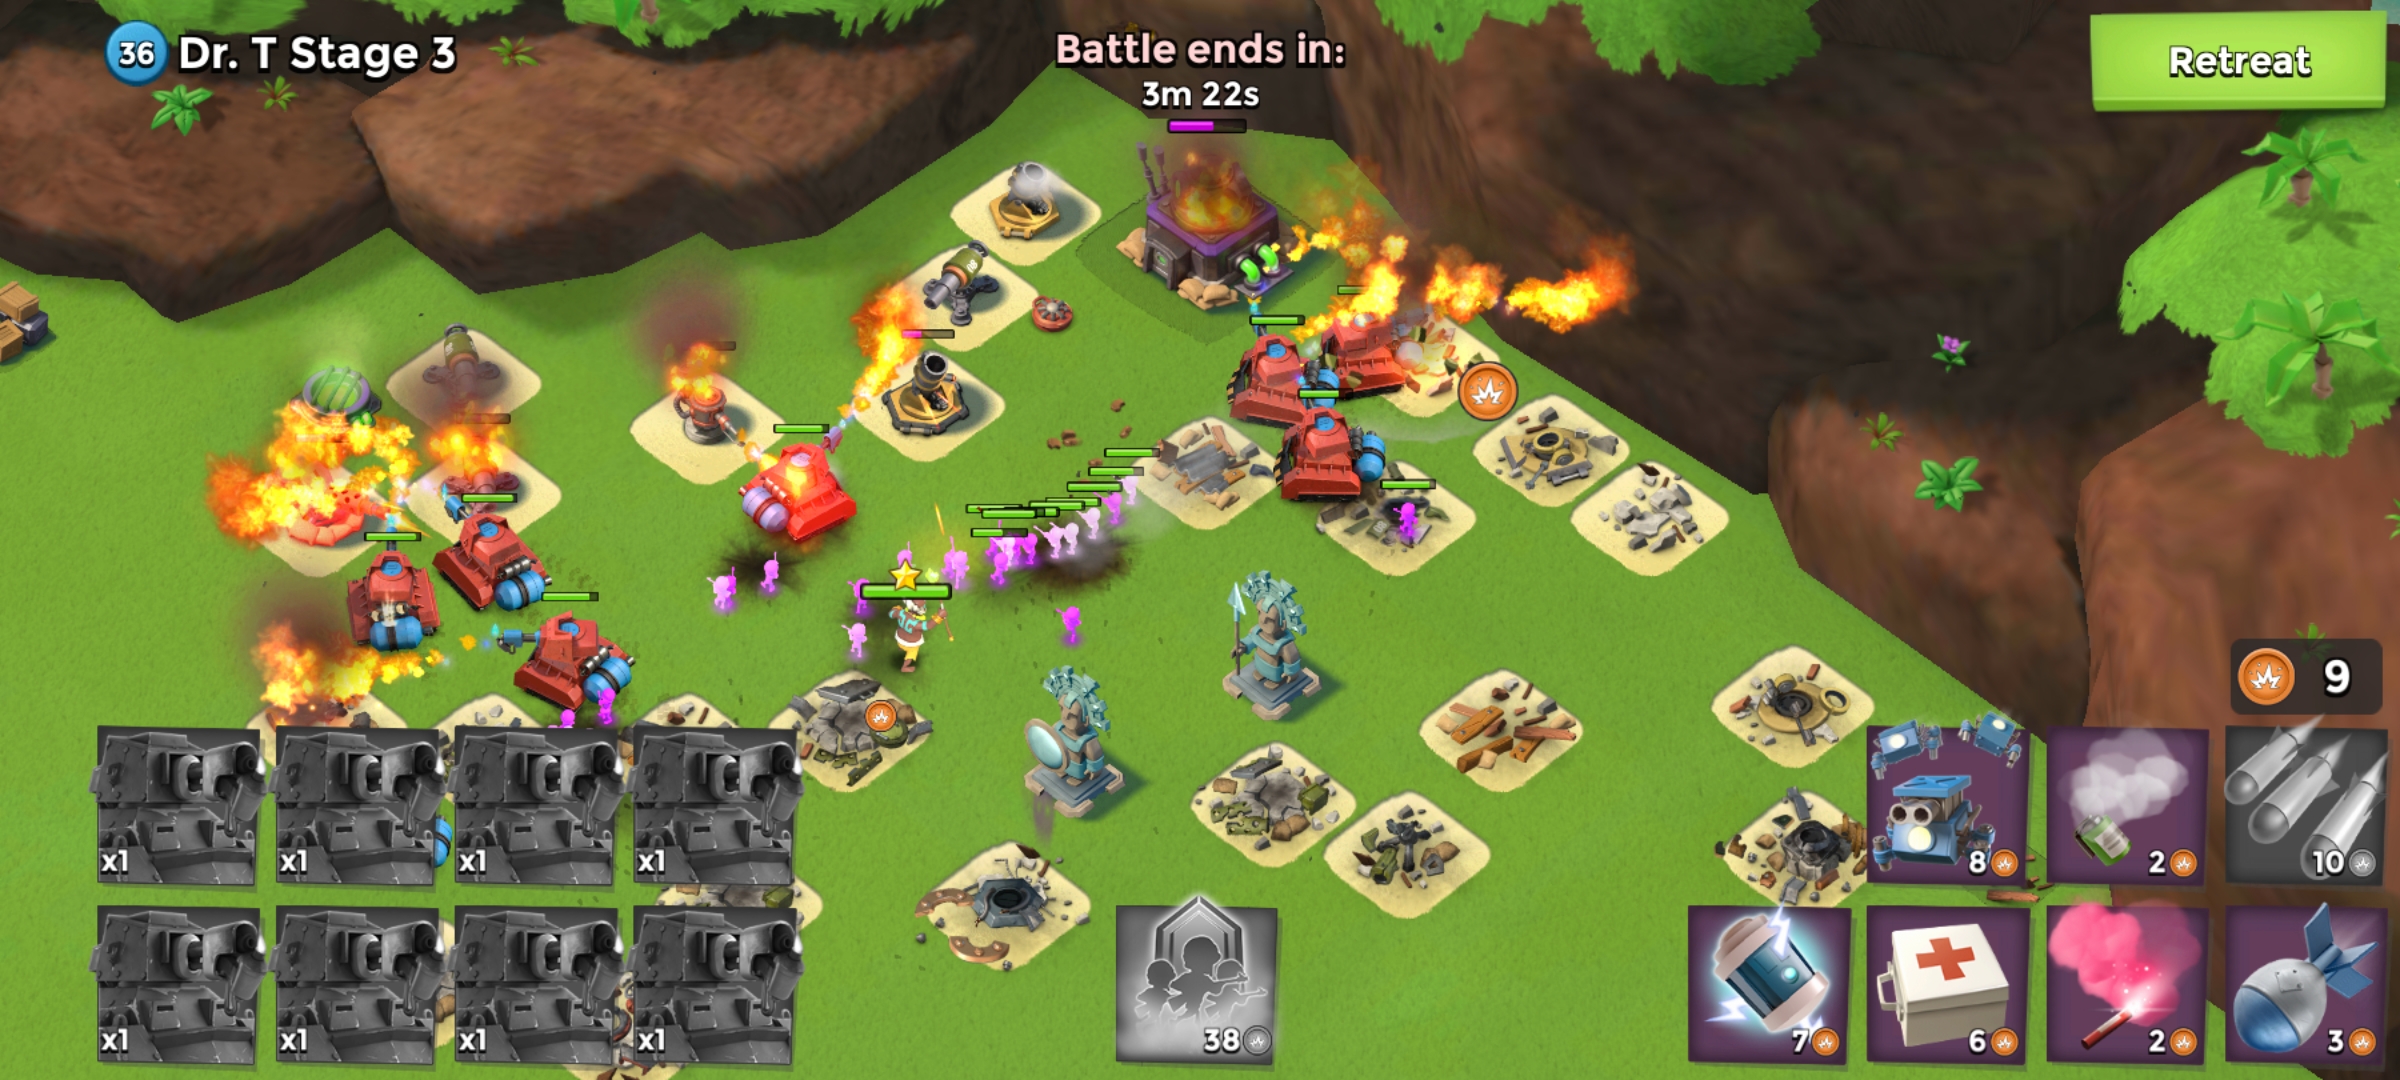 36 Dr. T Stage 3
Battle ends in:
3m 22s
Retreat
9
x1 x1 x1 x1
8 2 10
x1 x1 x1 x1
38
7 6 2 3